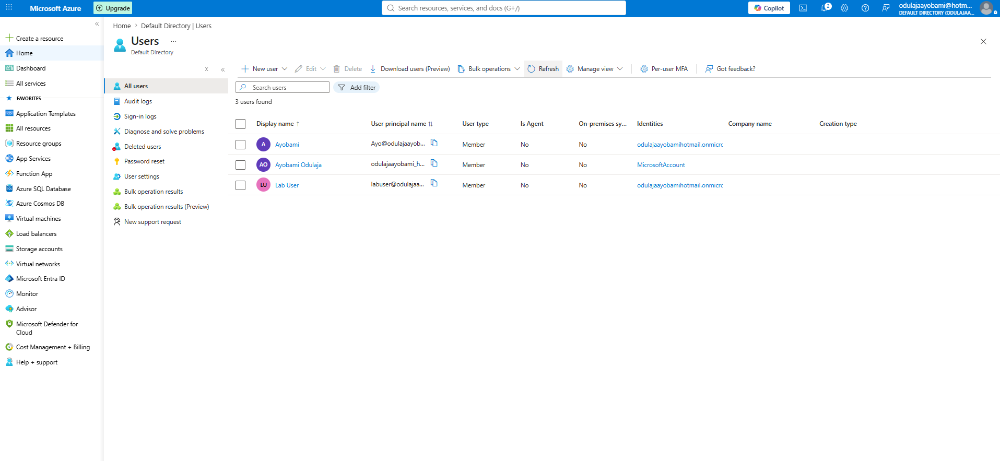 Microsoft Azure
Upgrade
Search resources, services, and docs (G+/)
Copilot
2
odulajaayobami@hotm...
DEFAULT DIRECTORY (ODULAJAA...
Create a resource
Home
Dashboard
All services
FAVORITES
Application Templates
All resources
Resource groups
App Services
Function App
Azure SQL Database
Azure Cosmos DB
Virtual machines
Load balancers
Storage accounts
Virtual networks
Microsoft Entra ID
Monitor
Advisor
Microsoft Defender for
Cloud
Cost Management + Billing
Help + support
Home > Default Directory | Users
Users ...
Default Directory
All users
Audit logs
Sign-in logs
Diagnose and solve problems
Deleted users
Password reset
User settings
Bulk operation results
Bulk operation results (Preview)
New support request
New user Edit Delete Download users (Preview) Bulk operations Refresh Manage view Per-user MFA Got feedback?
Search users Add filter
3 users found
Display name ↑ User principal name ↑↓ User type Is Agent On-premises sy... Identities Company name Creation type
A Ayobami Ayo@odulajaayob... Member No No odulajaayobamihotmail.onmicrc
AO Ayobami Odulaja odulajaayobami_h... Member No No MicrosoftAccount
LU Lab User labuser@odulajaa... Member No No odulajaayobamihotmail.onmicrc